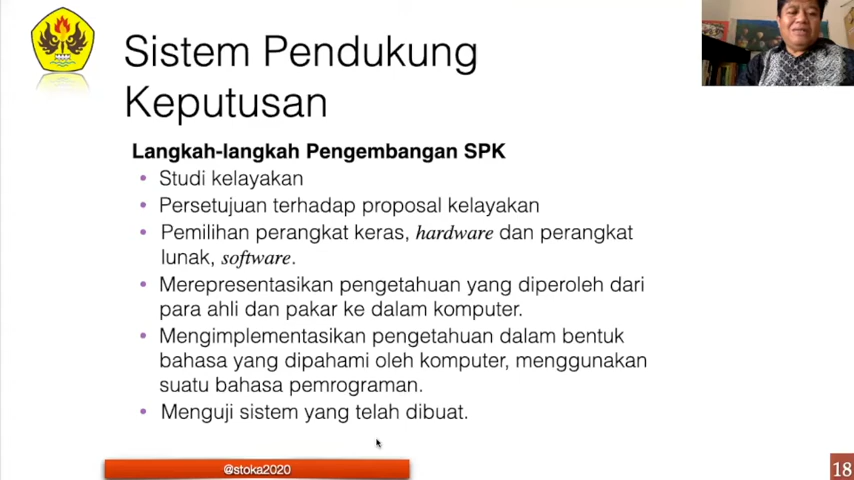 Sistem Pendukung
Keputusan
Langkah-langkah Pengembangan SPK
• Studi kelayakan
• Persetujuan terhadap proposal kelayakan
• Pemilihan perangkat keras, hardware dan perangkat
lunak, software.
• Merepresentasikan pengetahuan yang diperoleh dari
para ahli dan pakar ke dalam komputer.
• Mengimplementasikan pengetahuan dalam bentuk
bahasa yang dipahami oleh komputer, menggunakan
suatu bahasa pemrograman.
• Menguji sistem yang telah dibuat.
@stoka2020
18